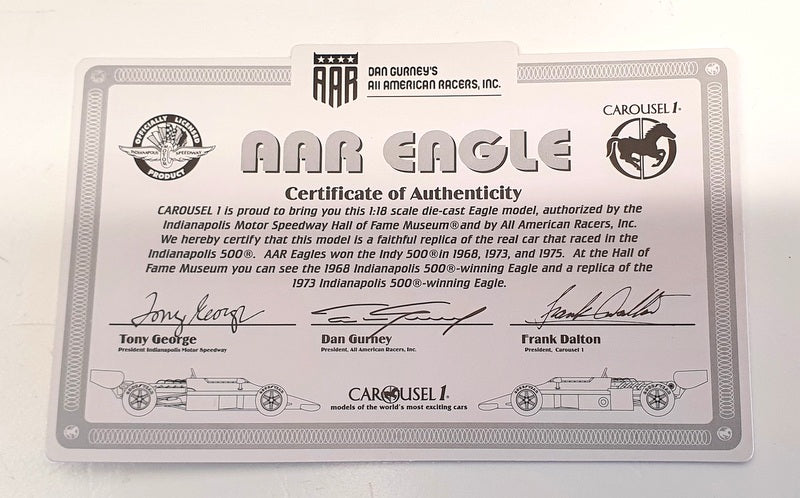 AAR
DAN GURNEY'S
All AMERICAN RACERS, INC.
OFFICIALLY LICENSED
INDIANAPOLIS SPEEDWAY
PRODUCT
CAROUSEL 1®
AAR EAGLE
Certificate of Authenticity
CAROUSEL 1 is proud to bring you this 1:18 scale die-cast Eagle model, authorized by the
Indianapolis Motor Speedway Hall of Fame Museum® and by All American Racers, Inc.
We hereby certify that this model is a faithful replica of the real car that raced in the
Indianapolis 500®. AAR Eagles won the Indy 500® in 1968, 1973, and 1975. At the Hall of
Fame Museum you can see the 1968 Indianapolis 500®-winning Eagle and a replica of the
1973 Indianapolis 500®-winning Eagle.
Tony George
Dan Gurney
Frank Dalton
Tony George
Dan Gurney
Frank Dalton
President Indianapolis Motor Speedway
President, All American Racers, Inc.
President, Carousel 1
CAROUSEL 1®
models of the world's most exciting cars